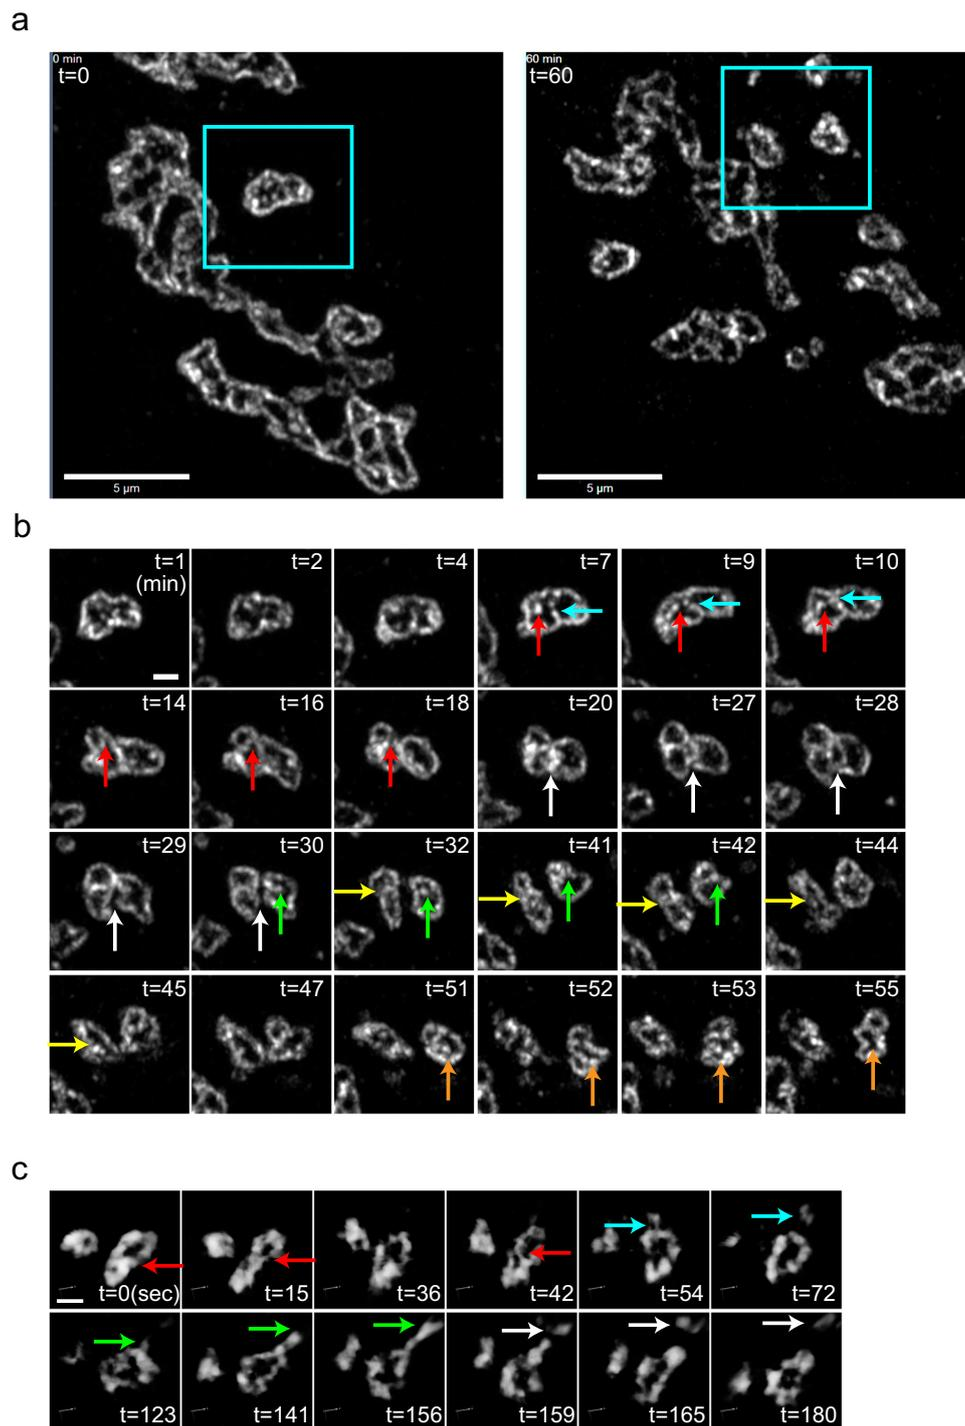 a
0 min
t=0
5 µm
60 min
t=60
5 µm
b
t=1
(min)
t=2
t=4
t=7
t=9
t=10
t=14
t=16
t=18
t=20
t=27
t=28
t=29
t=30
t=32
t=41
t=42
t=44
t=45
t=47
t=51
t=52
t=53
t=55
c
t=0(sec)
t=15
t=36
t=42
t=54
t=72
t=123
t=141
t=156
t=159
t=165
t=180